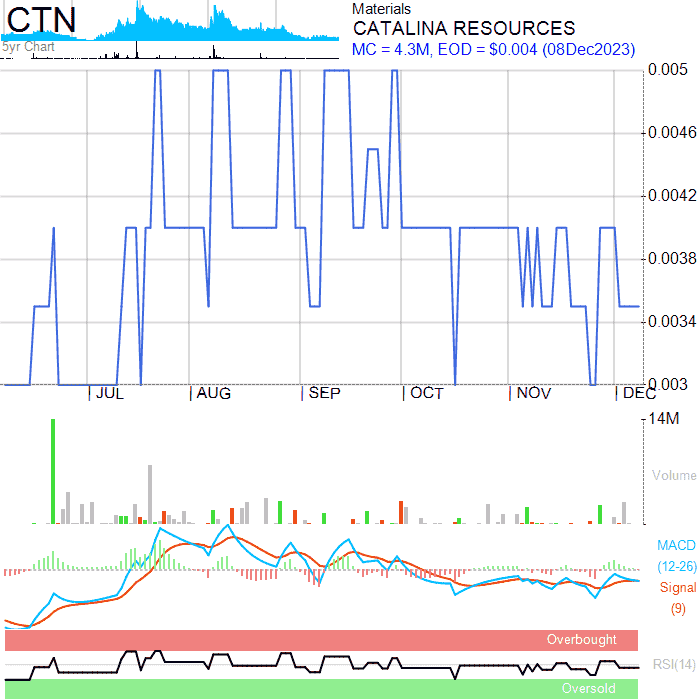 CTN
5yr Chart
Materials
CATALINA RESOURCES
MC = 4.3M, EOD = $0.004 (08Dec2023)
0.005
0.0046
0.0042
0.0038
0.0034
0.003
JUL AUG SEP OCT NOV DEC
14M
Volume
MACD
(12-26)
Signal
(9)
Overbought
RSI(14)
Oversold